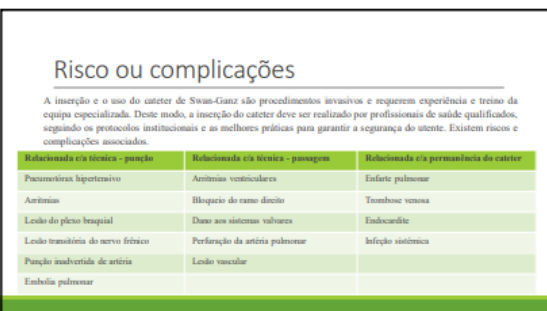 Risco ou complicações
A inserção e o uso do cateter de Swan-Ganz são procedimentos invasivos e requerem experiência e treino da
equipa especializada. Deste modo, a inserção do cateter deve ser realizado por profissionais de saúde qualificados,
seguindo os protocolos institucionais e as melhores práticas para garantir a segurança do utente. Existem riscos e
complicações associados.
Relacionada c/a técnica - punção Relacionada c/a técnica - passagem Relacionada c/a permanência do cateter
Pneumotórax hipertensivo Arritmias ventriculares Enfarte pulmonar
Arritmias Bloqueio do ramo direito Trombose venosa
Lesão do plexo braquial Dano aos sistemas valvares Endocardite
Lesão transitória do nervo frênico Perfuração da artéria pulmonar Infeção sistémica
Punção inadvertida de artéria Lesão vascular
Embolia pulmonar